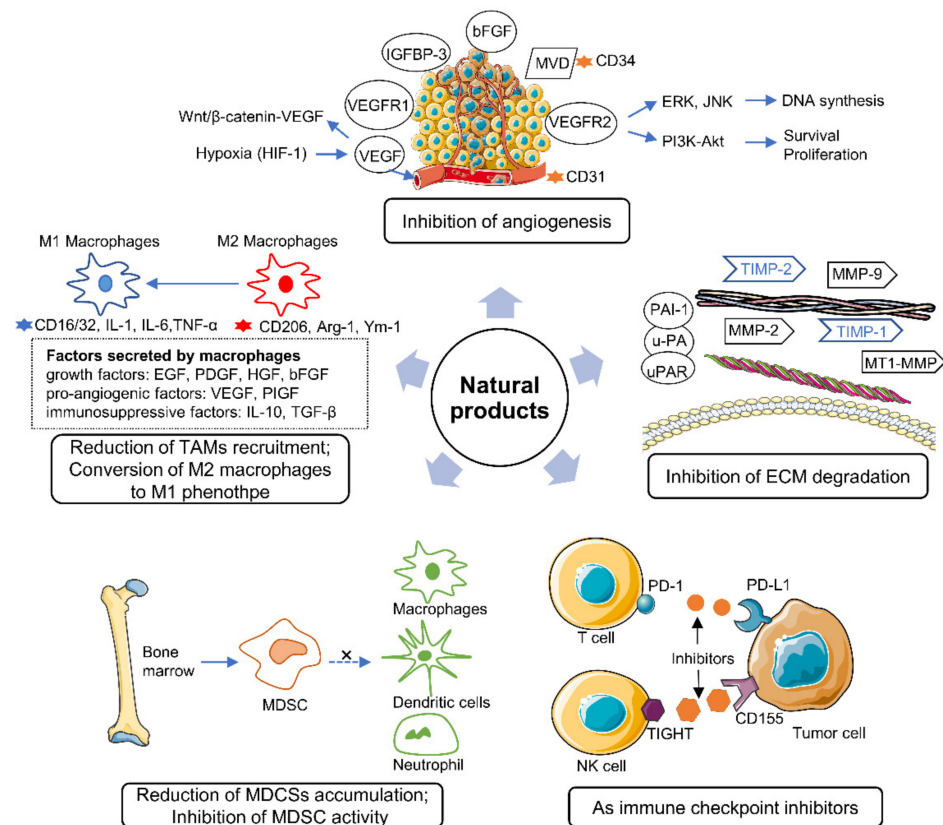 bFGF
IGFBP-3
MVD
CD34
VEGFR1
VEGFR2
ERK, JNK
DNA synthesis
Wnt/β-catenin-VEGF
PI3K-Akt
Survival
Proliferation
Hypoxia (HIF-1)
VEGF
CD31
Inhibition of angiogenesis
M1 Macrophages
M2 Macrophages
CD16/32, IL-1, IL-6,TNF-α
CD206, Arg-1, Ym-1
Factors secreted by macrophages
growth factors: EGF, PDGF, HGF, bFGF
pro-angiogenic factors: VEGF, PIGF
immunosuppressive factors: IL-10, TGF-β
Reduction of TAMs recruitment;
Conversion of M2 macrophages
to M1 phenothpe
Natural
products
TIMP-2
MMP-9
PAI-1
u-PA
uPAR
MMP-2
TIMP-1
MT1-MMP
Inhibition of ECM degradation
Bone
marrow
MDSC
×
Macrophages
Dendritic cells
Neutrophil
Reduction of MDCSs accumulation;
Inhibition of MDSC activity
PD-1
PD-L1
T cell
Inhibitors
TIGHT
CD155
NK cell
Tumor cell
As immune checkpoint inhibitors